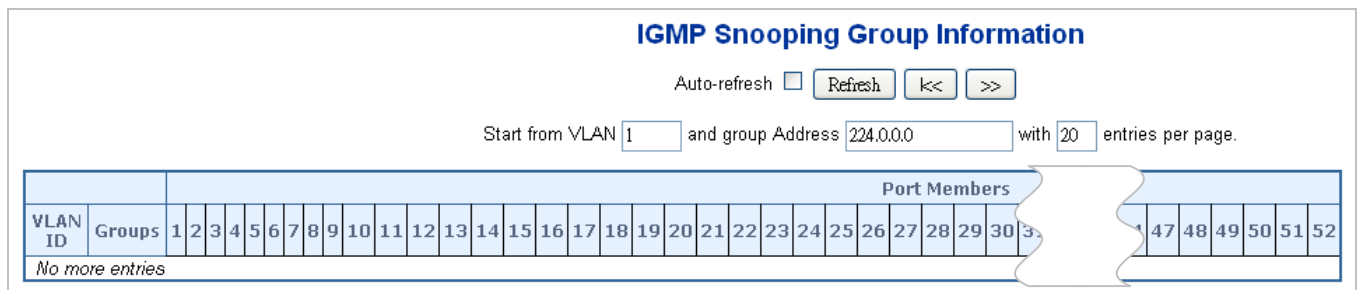 IGMP Snooping Group Information
Auto-refresh Refresh |<< >>
Start from VLAN 1 and group Address 224.0.0.0 with 20 entries per page.
Port Members
VLAN ID Groups 1 2 3 4 5 6 7 8 9 10 11 12 13 14 15 16 17 18 19 20 21 22 23 24 25 26 27 28 29 30 47 48 49 50 51 52
No more entries